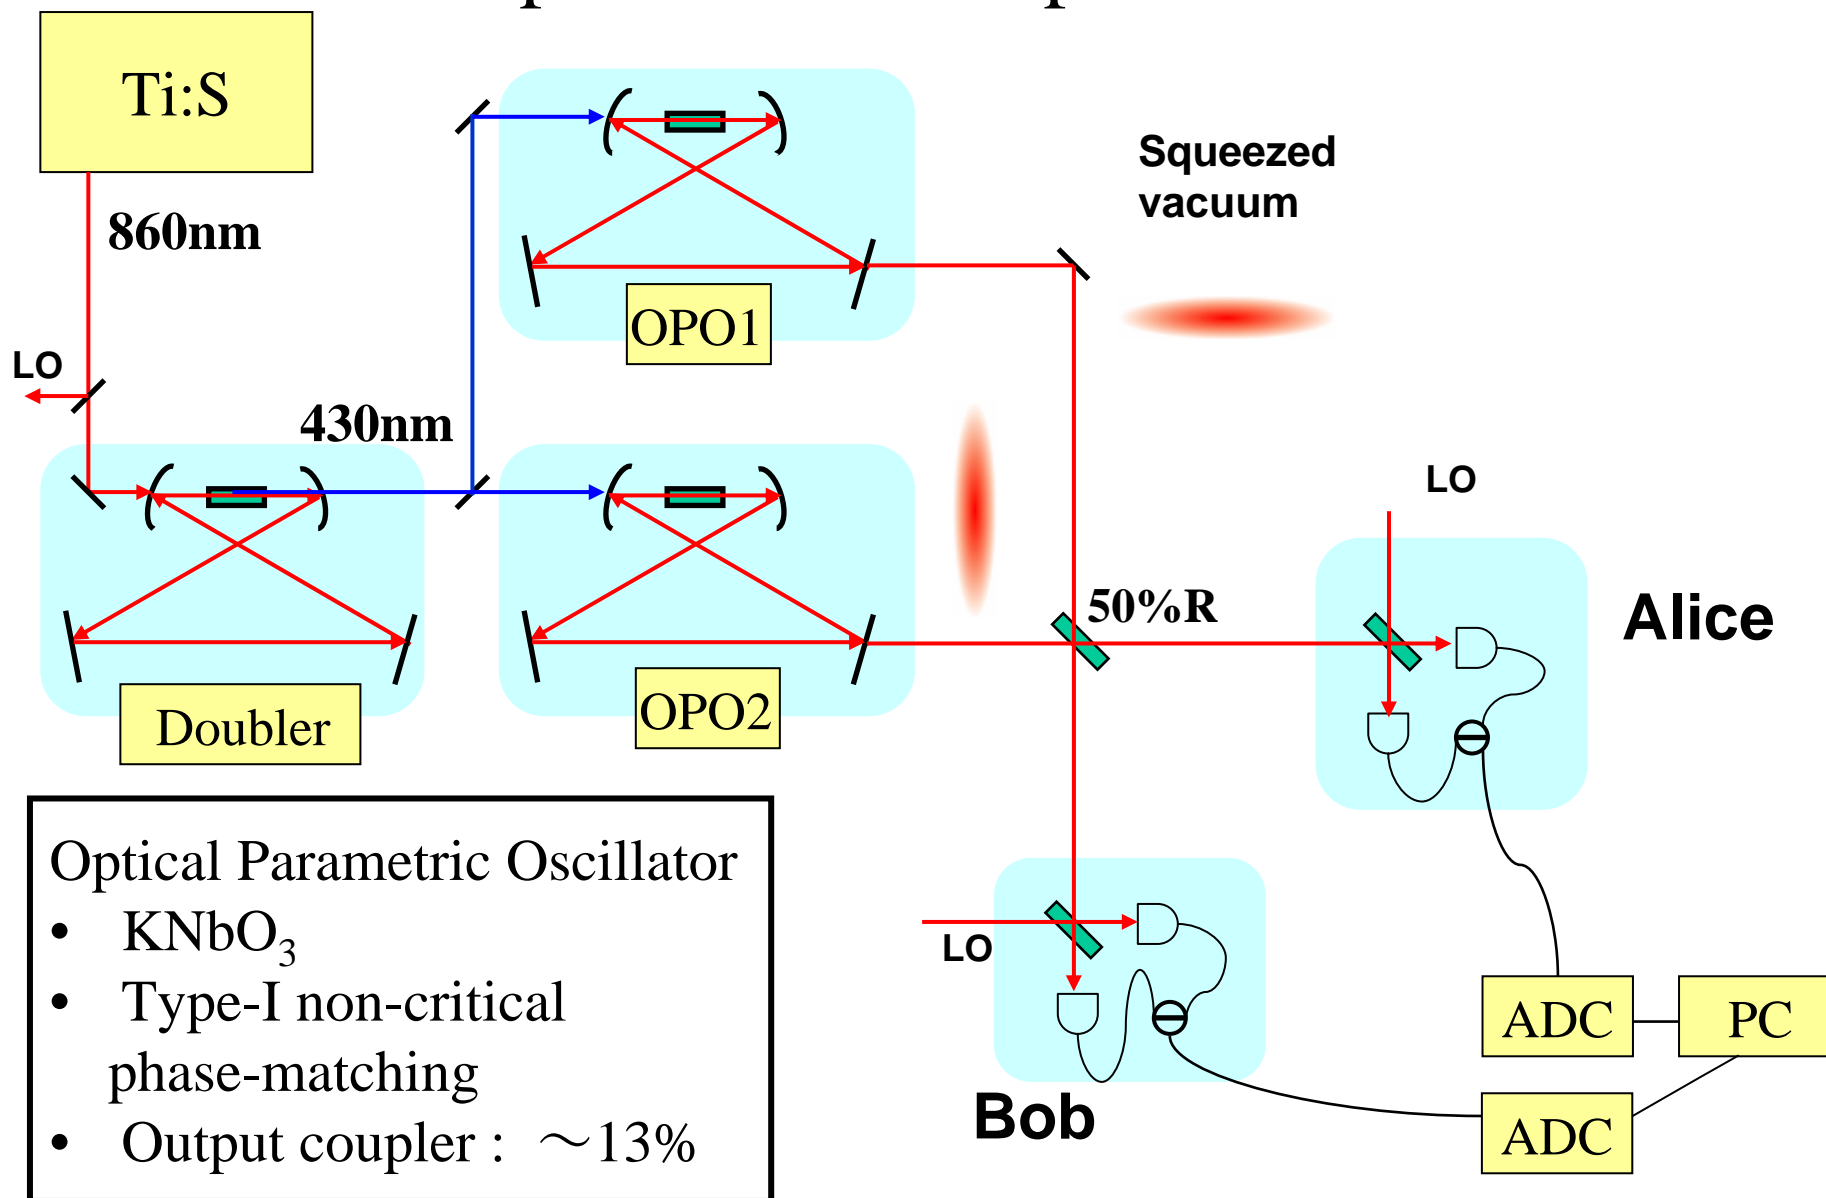 Ti:S
860nm
Squeezed
vacuum
OPO1
LO
430nm
LO
50%R
Alice
OPO2
Doubler
Optical Parametric Oscillator
• KNbO₃
• Type-I non-critical
phase-matching
• Output coupler : ～13%
LO
Bob
ADC
PC
ADC